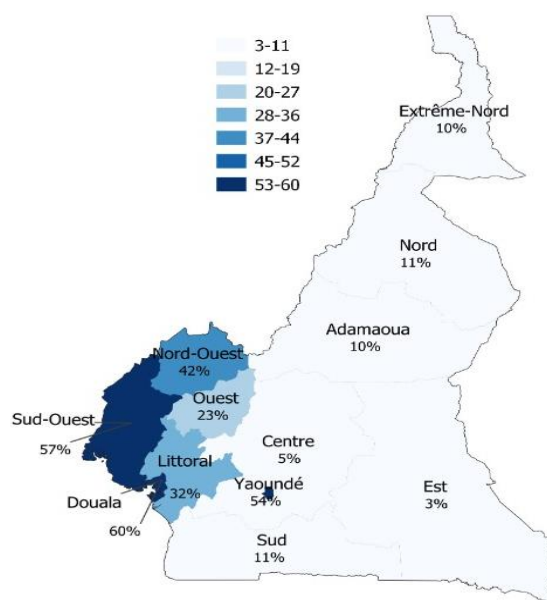 3-11
12-19
20-27
28-36
37-44
45-52
53-60
Extrême-Nord
10%
Nord
11%
Adamaoua
10%
Nord-Ouest
42%
Ouest
23%
Sud-Ouest
57%
Centre
5%
Littoral
32%
Yaoundé
54%
Douala
60%
Est
3%
Sud
11%